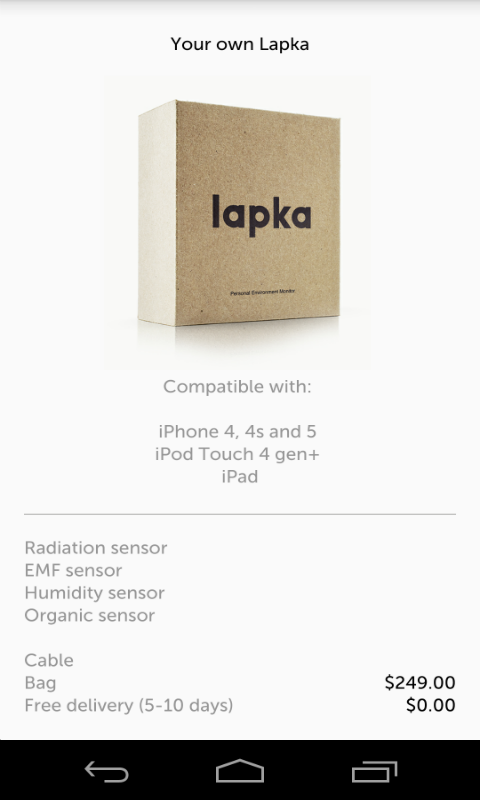 Your own Lapka
lapka
Personal Environment Monitor
Compatible with:
iPhone 4, 4s and 5
iPod Touch 4 gen+
iPad
Radiation sensor
EMF sensor
Humidity sensor
Organic sensor
Cable
Bag $249.00
Free delivery (5-10 days) $0.00